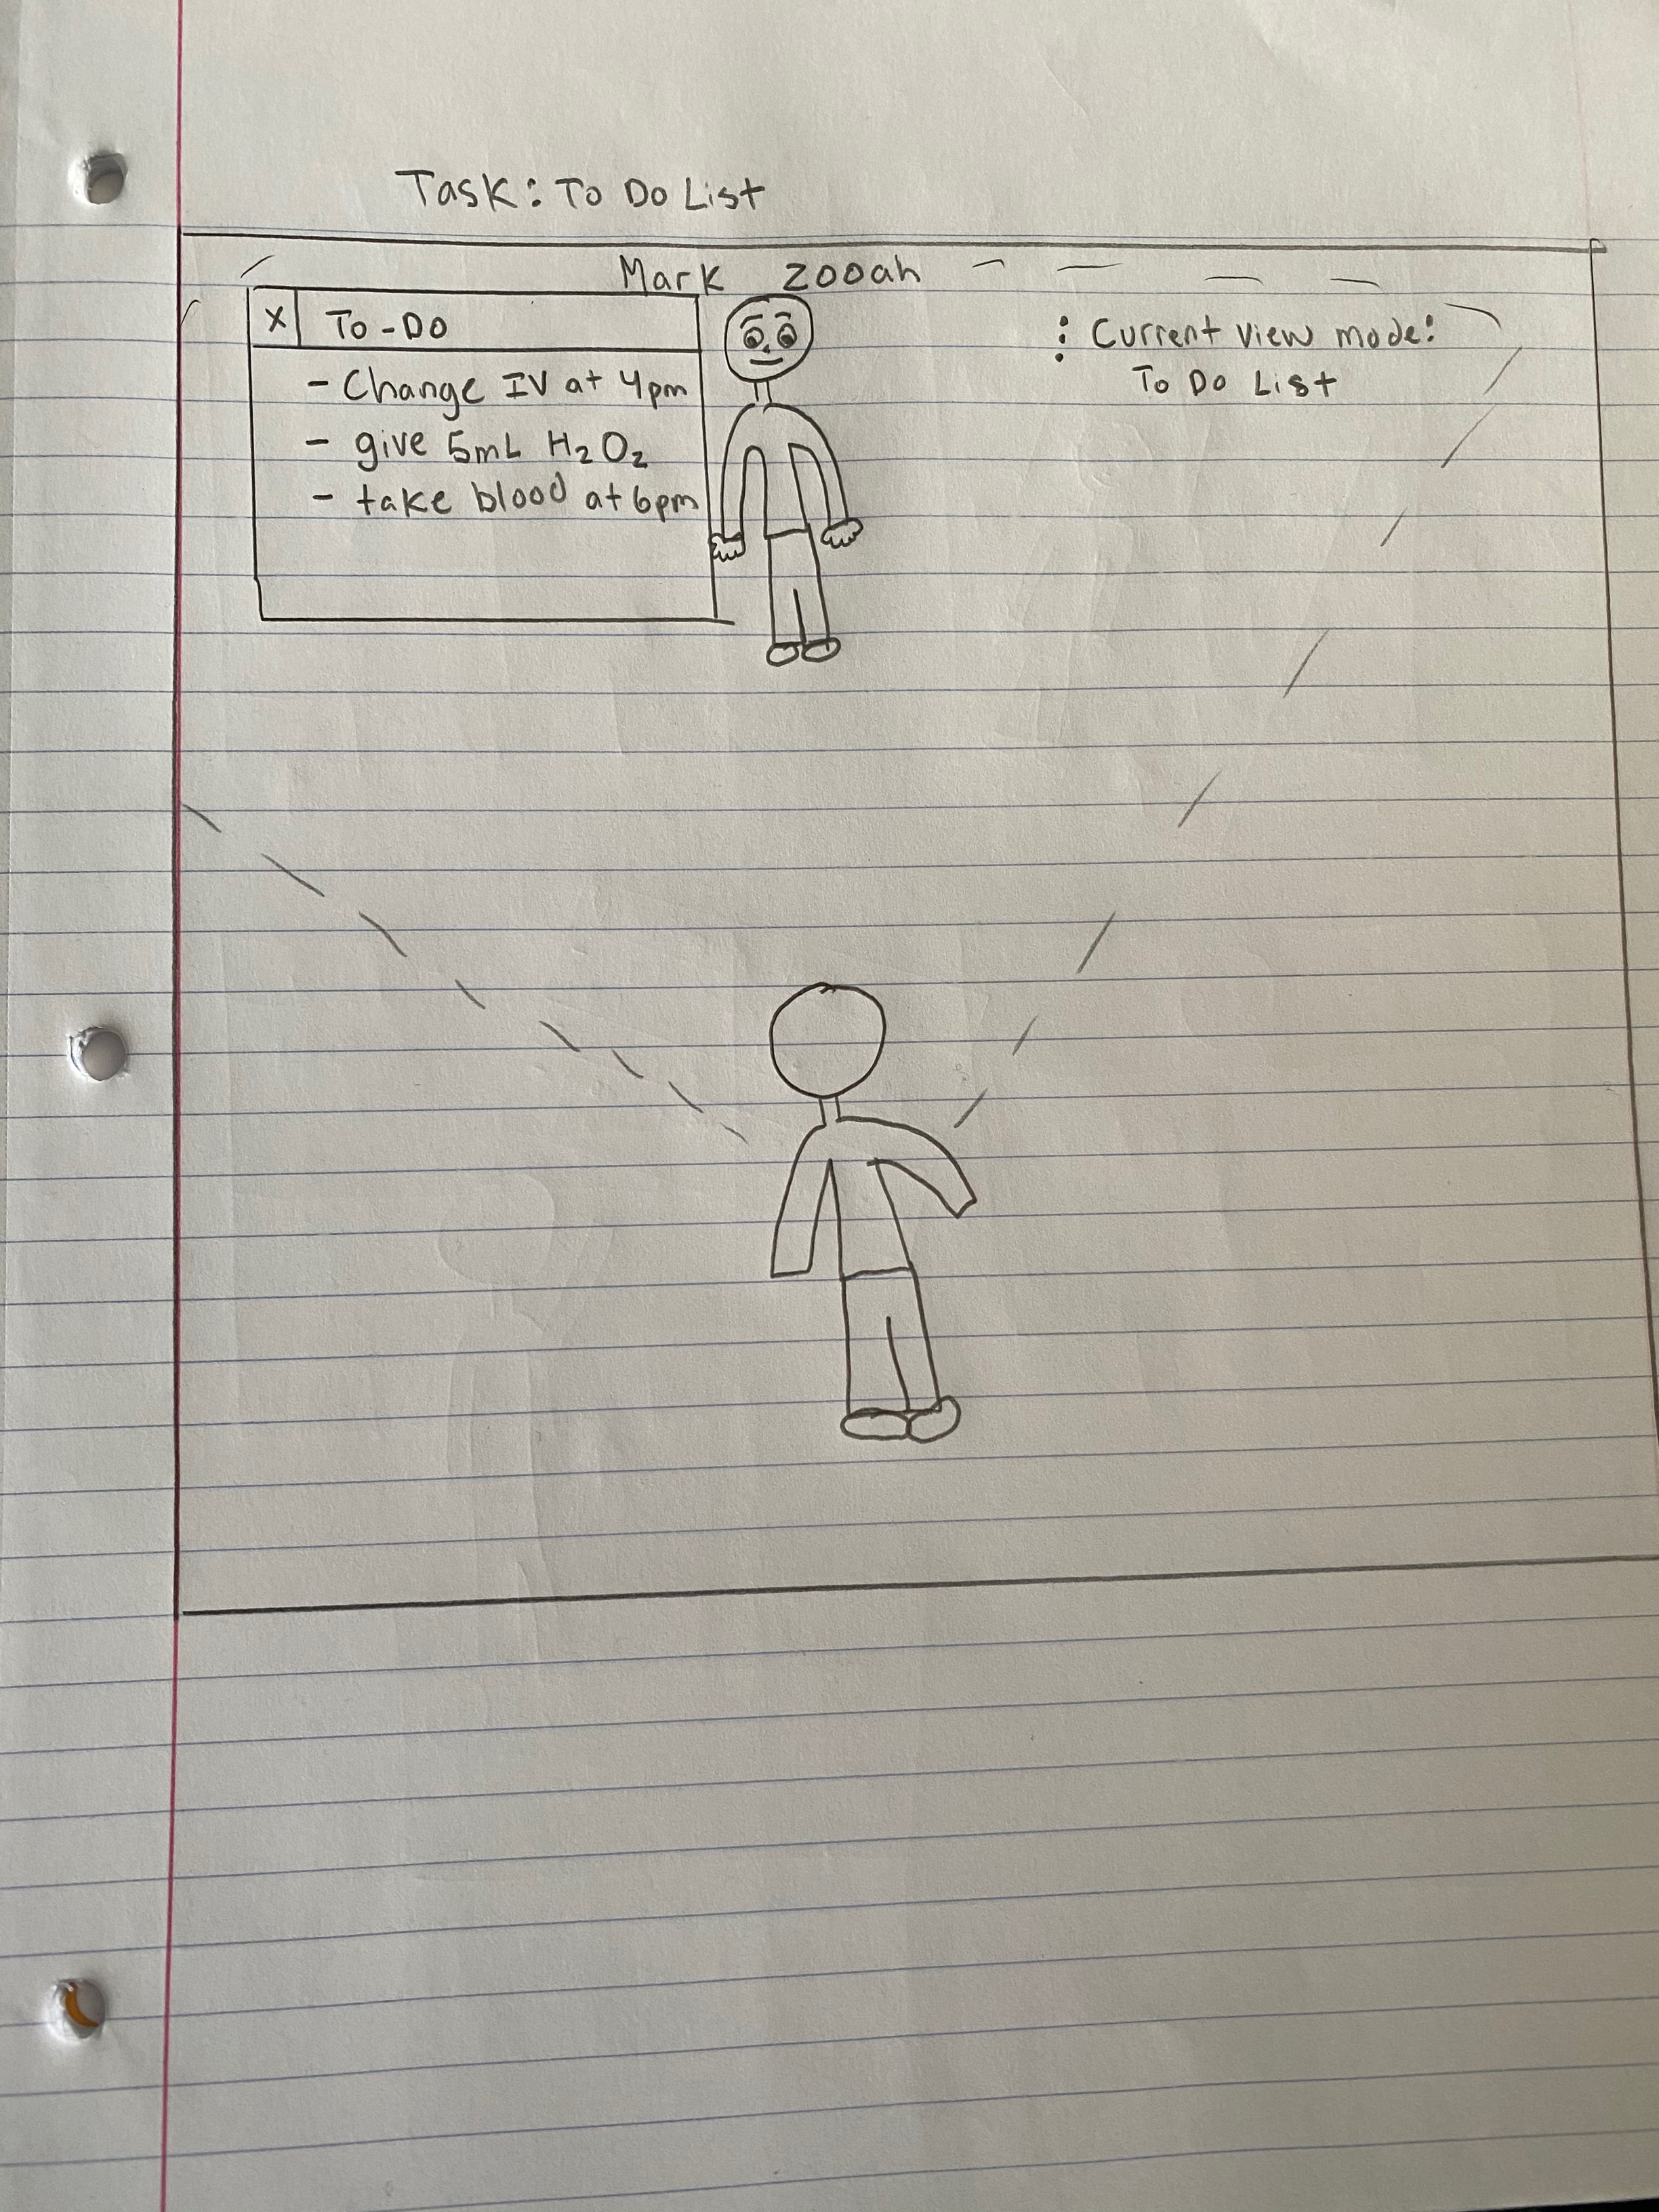 Task: To Do List
Mark Zooah
X To-Do
- Change IV at 4pm
- give 5mL H₂O₂
- take blood at 6pm
: Current view mode:
To Do List